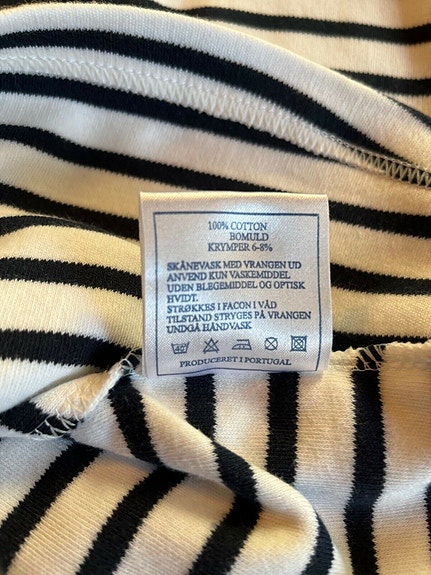 100% COTTON
BOMULD
KRYMPER 6-8%
SKÅNEVASK MED VRANGEN UD
ANVEND KUN VASKEMIDDEL
UDEN BLEGEMIDDEL OG OPTISK
HVIDT.
STRØKKES I FACON I VÅD
TILSTAND STRYGES PÅ VRANGEN
UNDGÅ HÅNDVASK
40
PRODUCERET I PORTUGAL